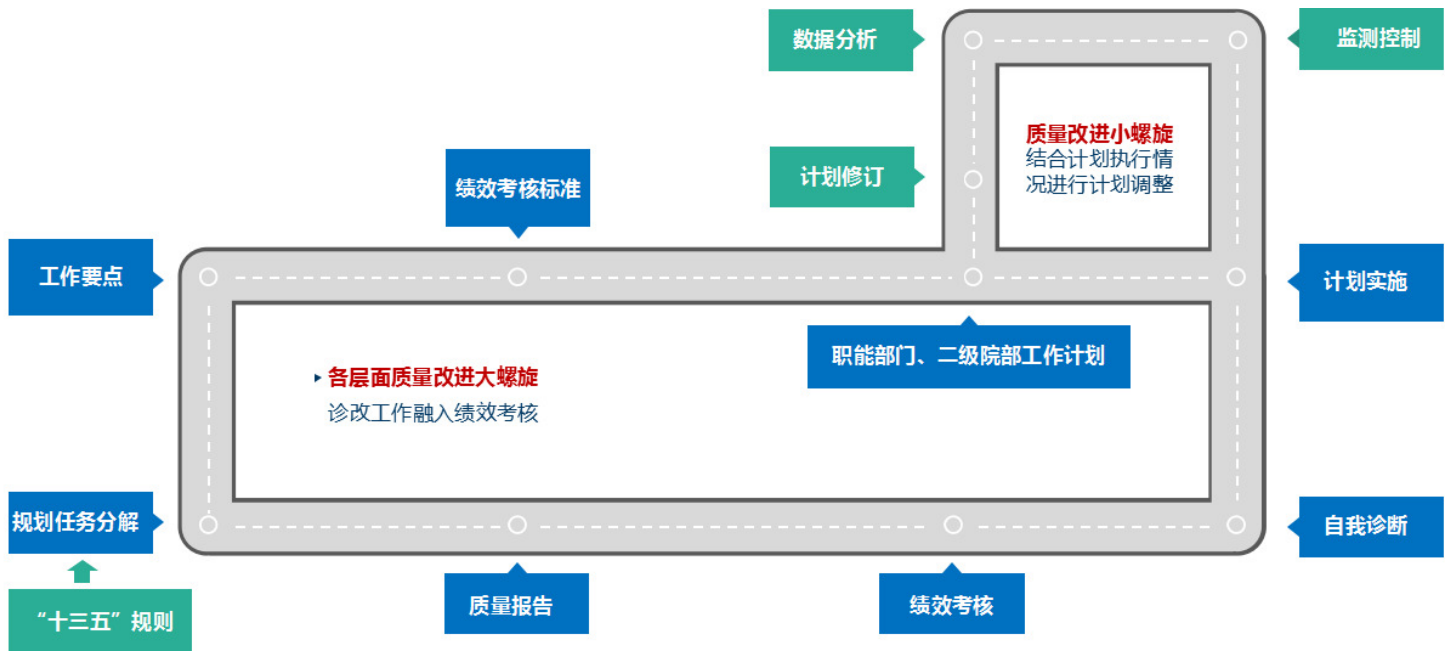 数据分析
监测控制
质量改进小螺旋
结合计划执行情
况进行计划调整
计划修订
绩效考核标准
工作要点
计划实施
职能部门、二级院部工作计划
各层面质量改进大螺旋
诊改工作融入绩效考核
规划任务分解
自我诊断
质量报告
绩效考核
“十三五”规则